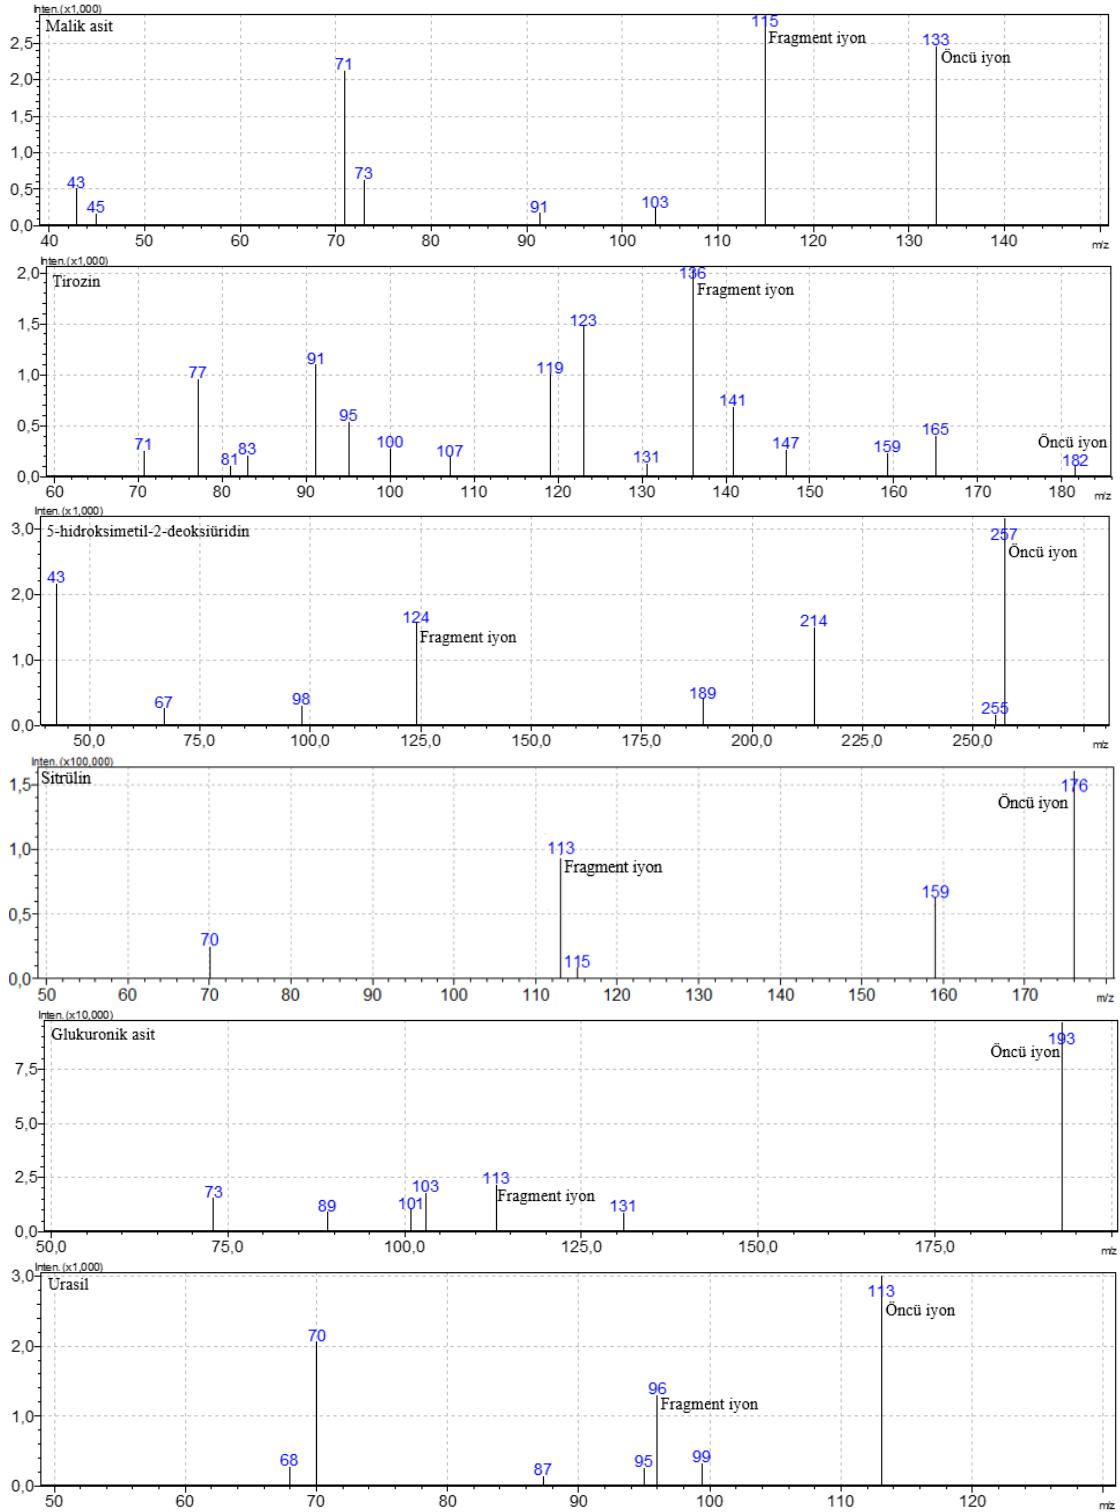 Inten.(x1,000)
Malik asit
115
Fragment iyon
133
Öncü iyon
71
73
43
45
91
103
2,5
2,0
1,5
1,0
0,5
0,0
40 50 60 70 80 90 100 110 120 130 140 m/z
Inten.(x1,000)
Tirozin
136
Fragment iyon
123
119
91
77
95
141
71
81
83
100
107
131
147
159
165
Öncü iyon
182
2,0
1,5
1,0
0,5
0,0
60 70 80 90 100 110 120 130 140 150 160 170 180 m/z
Inten.(x1,000)
5-hidroksimetil-2-deoksiüridin
257
Öncü iyon
43
124
Fragment iyon
214
67
98
189
255
3,0
2,0
1,0
0,0
50,0 75,0 100,0 125,0 150,0 175,0 200,0 225,0 250,0 m/z
Inten.(x100,000)
Sitrülin
176
Öncü iyon
113
Fragment iyon
159
70
115
1,5
1,0
0,5
0,0
50 60 70 80 90 100 110 120 130 140 150 160 170 m/z
Inten.(x10,000)
Glukuronik asit
193
Öncü iyon
73
89
101
103
113
Fragment iyon
131
7,5
5,0
2,5
0,0
50,0 75,0 100,0 125,0 150,0 175,0 m/z
Inten.(x1,000)
Urasil
113
Öncü iyon
70
96
Fragment iyon
68
87
95
99
3,0
2,0
1,0
0,0
50 60 70 80 90 100 110 120 m/z